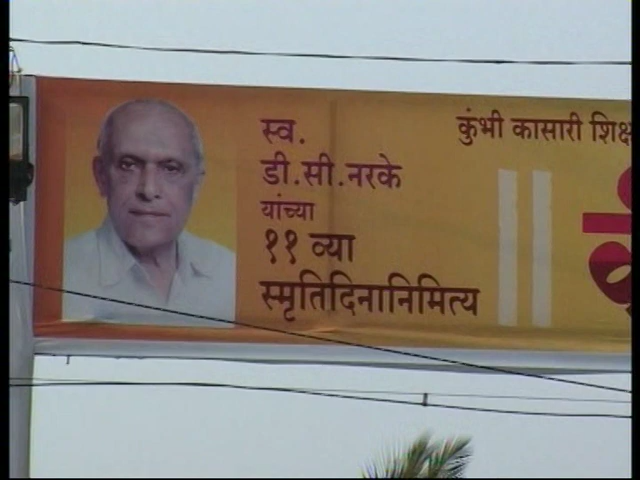 स्व.
डी.सी.नरके
यांच्या
११ व्या
स्मृतिदिनानिमित्य
कुंभी कासारी